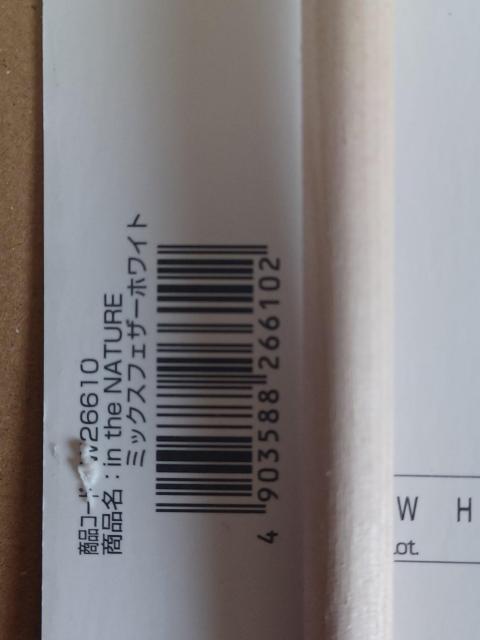 商品コード W26610
商品名：in the NATURE
ミックスフェザーホワイト
4 903588 266102
W H
Lot.